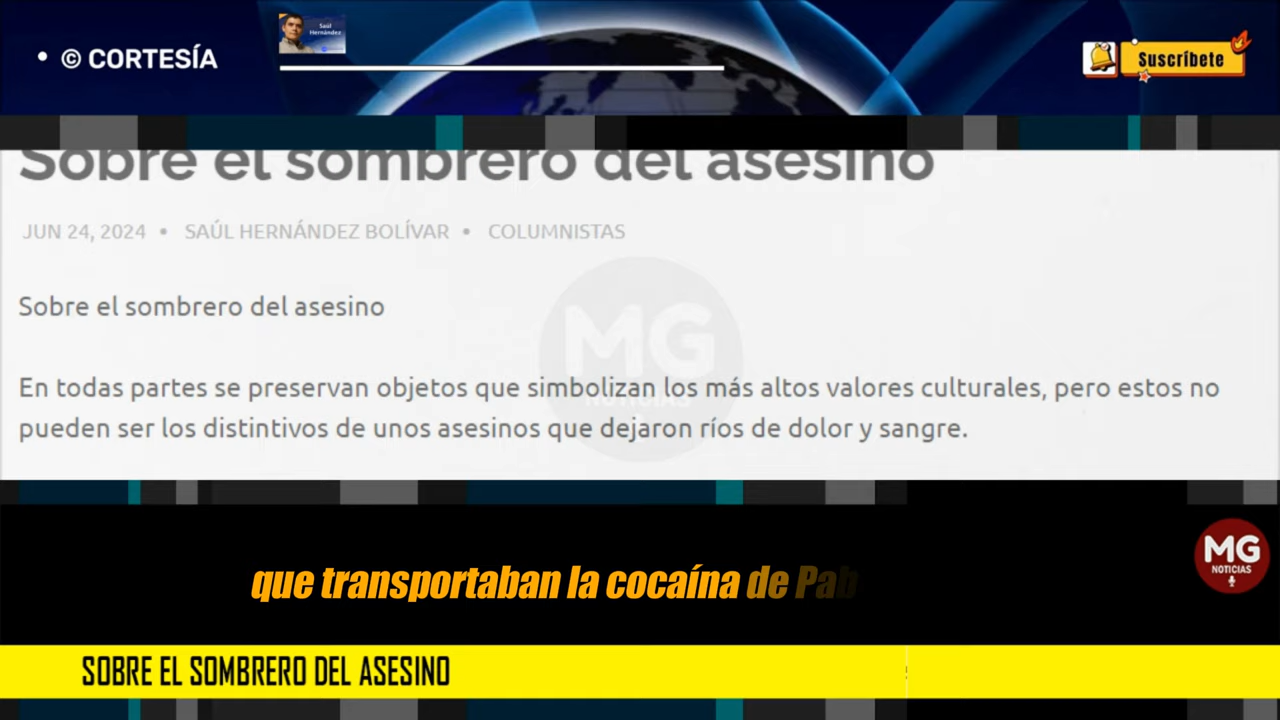 • © CORTESÍA
Saúl
Hernández
Suscríbete
Sobre el sombrero del asesino
JUN 24, 2024 • SAÚL HERNÁNDEZ BOLÍVAR • COLUMNISTAS
Sobre el sombrero del asesino
En todas partes se preservan objetos que simbolizan los más altos valores culturales, pero estos no
pueden ser los distintivos de unos asesinos que dejaron ríos de dolor y sangre.
MG
NOTICIAS
que transportaban la cocaína de Pab
MG
NOTICIAS
SOBRE EL SOMBRERO DEL ASESINO